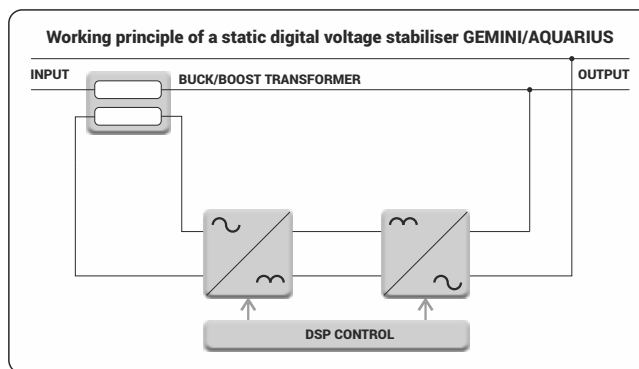 Working principle of a static digital voltage stabiliser GEMINI/AQUARIUS
INPUT
BUCK/BOOST TRANSFORMER
OUTPUT
DSP CONTROL